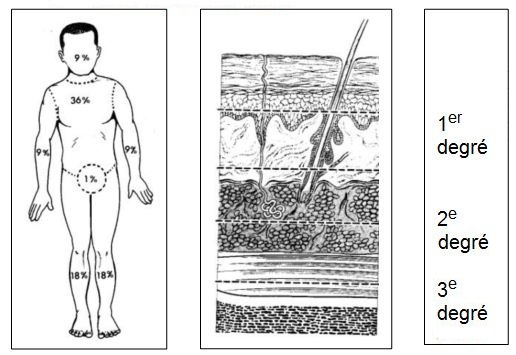 9 %
36%
9%
9%
1%
18%
18%
1er
degré
2e
degré
3e
degré